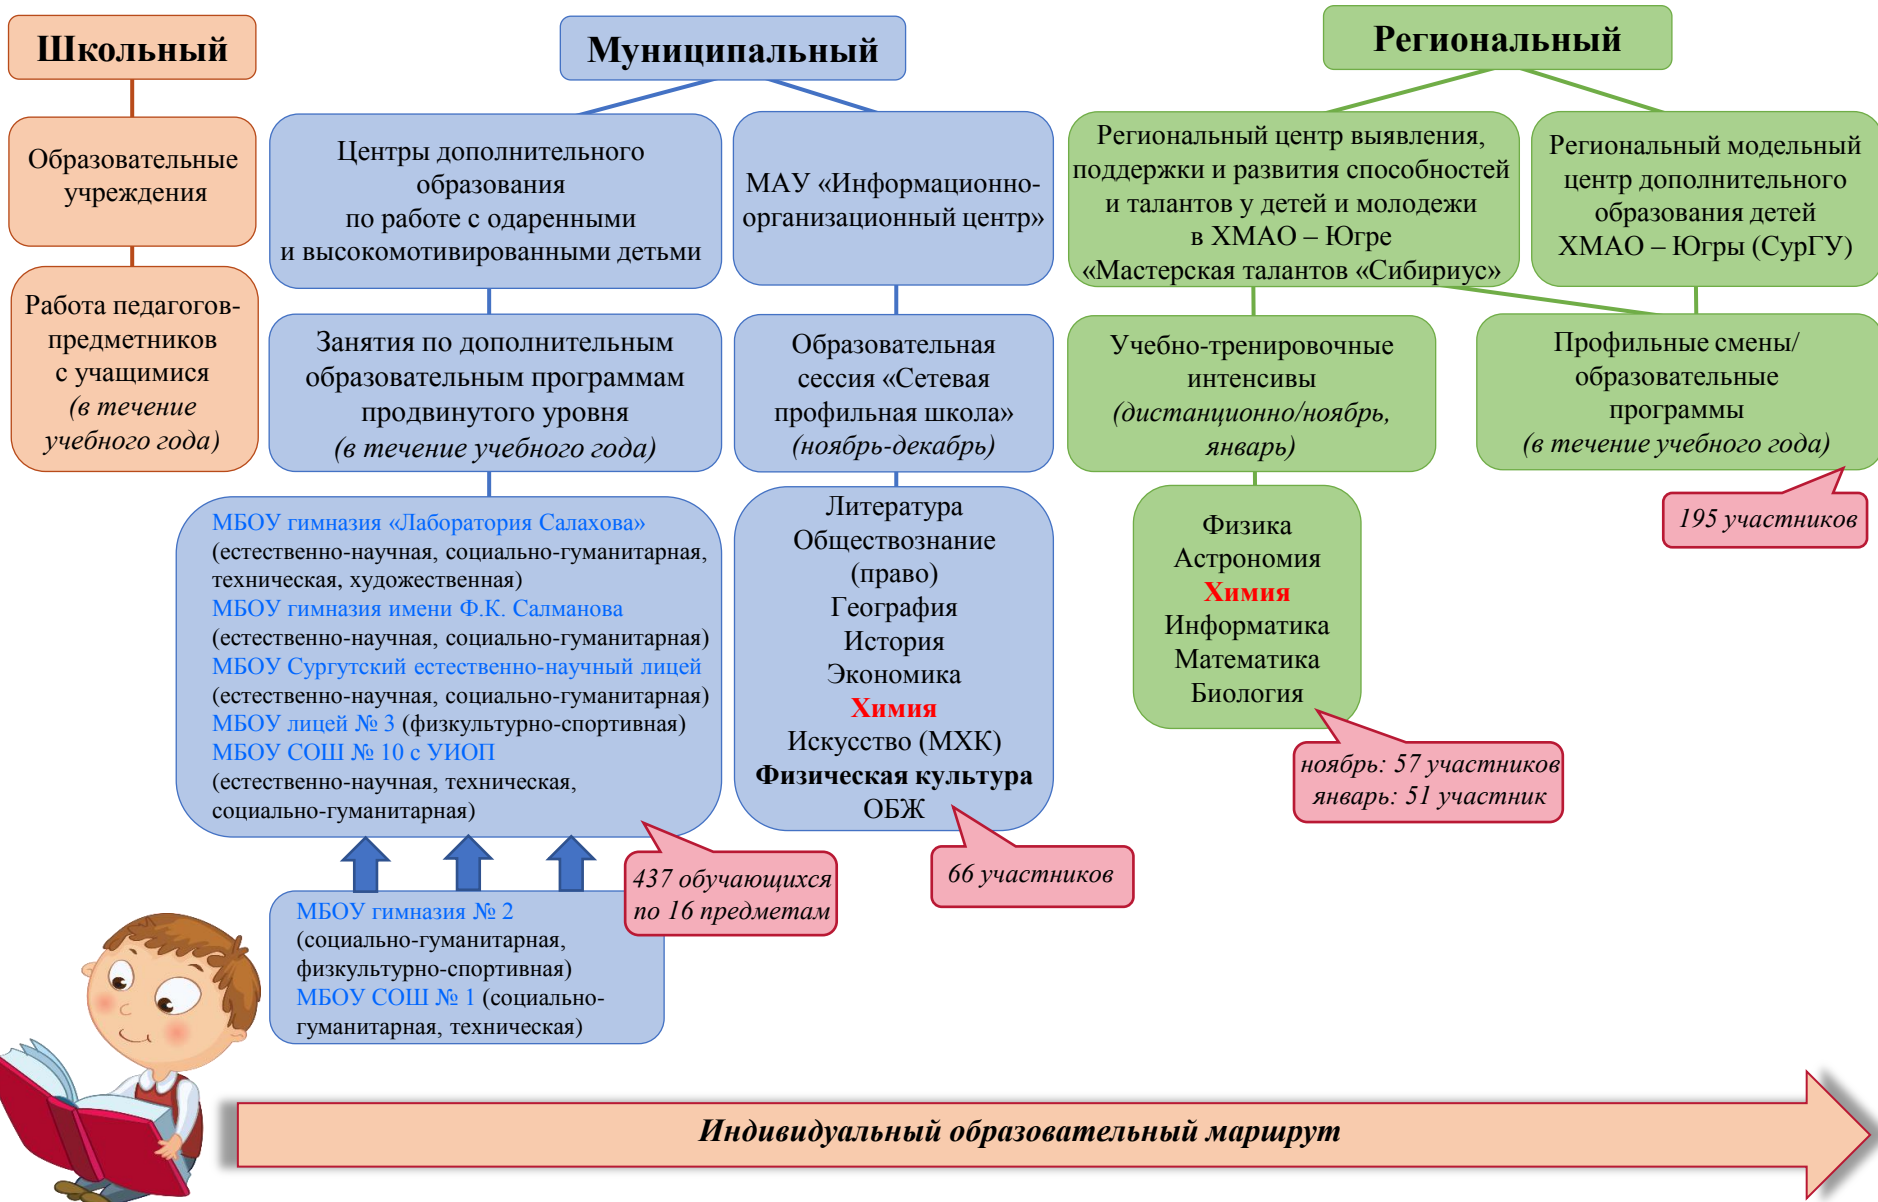 Школьный
Образовательные
учреждения
Работа педагогов-
предметников
с учащимися
(в течение
учебного года)
Муниципальный
Центры дополнительного
образования
по работе с одаренными
и высокомотивированными детьми
Занятия по дополнительным
образовательным программам
продвинутого уровня
(в течение учебного года)
МБОУ гимназия «Лаборатория Салахова»
(естественно-научная, социально-гуманитарная,
техническая, художественная)
МБОУ гимназия имени Ф.К. Салманова
(естественно-научная, социально-гуманитарная)
МБОУ Сургутский естественно-научный лицей
(естественно-научная, социально-гуманитарная)
МБОУ лицей № 3 (физкультурно-спортивная)
МБОУ СОШ № 10 с УИОП
(естественно-научная, техническая,
социально-гуманитарная)
437 обучающихся
по 16 предметам
МБОУ гимназия № 2
(социально-гуманитарная,
физкультурно-спортивная)
МБОУ СОШ № 1 (социально-
гуманитарная, техническая)
МАУ «Информационно-
организационный центр»
Образовательная
сессия «Сетевая
профильная школа»
(ноябрь-декабрь)
Литература
Обществознание
(право)
География
История
Экономика
Химия
Искусство (МХК)
Физическая культура
ОБЖ
66 участников
Региональный
Региональный центр выявления,
поддержки и развития способностей
и талантов у детей и молодежи
в ХМАО – Югре
«Мастерская талантов «Сибириус»
Учебно-тренировочные
интенсивы
(дистанционно/ноябрь,
январь)
Физика
Астрономия
Химия
Информатика
Математика
Биология
ноябрь: 57 участников
январь: 51 участник
Региональный модельный
центр дополнительного
образования детей
ХМАО – Югры (СурГУ)
Профильные смены/
образовательные
программы
(в течение учебного года)
195 участников
Индивидуальный образовательный маршрут